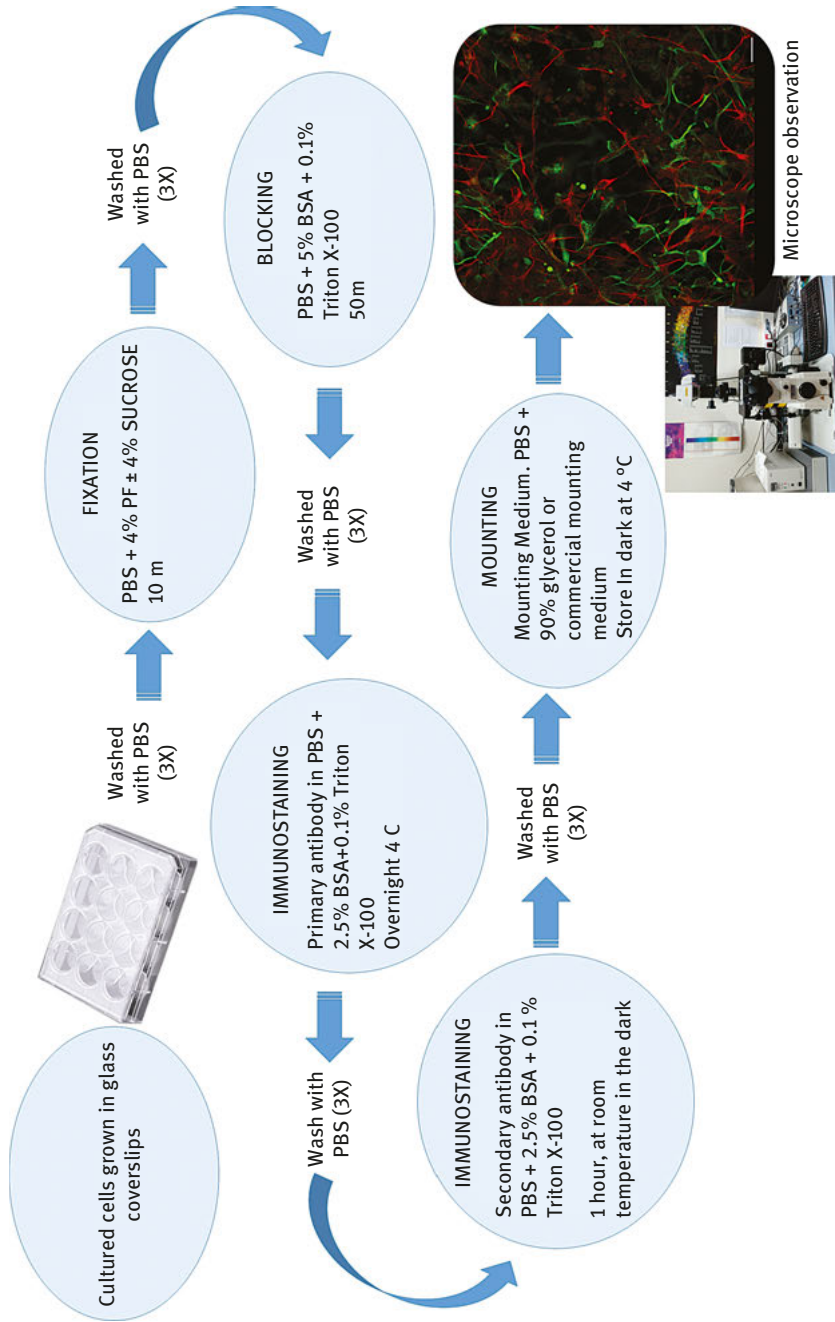 Cultured cells grown in glass
coverslips
Washed
with PBS
(3X)
FIXATION
PBS + 4% PF ± 4% SUCROSE
10 m
Washed
with PBS
(3X)
BLOCKING
PBS + 5% BSA + 0.1%
Triton X-100
50m
Washed
with PBS
(3X)
IMMUNOSTAINING
Primary antibody in PBS +
2.5% BSA+0.1% Triton
X-100
Overnight 4 C
Wash with
PBS (3X)
IMMUNOSTAINING
Secondary antibody in
PBS + 2.5% BSA + 0.1 %
Triton X-100
1 hour, at room
temperature in the dark
Washed
with PBS
(3X)
MOUNTING
Mounting Medium. PBS +
90% glycerol or
commercial mounting
medium
Store In dark at 4 ºC
Microscope observation